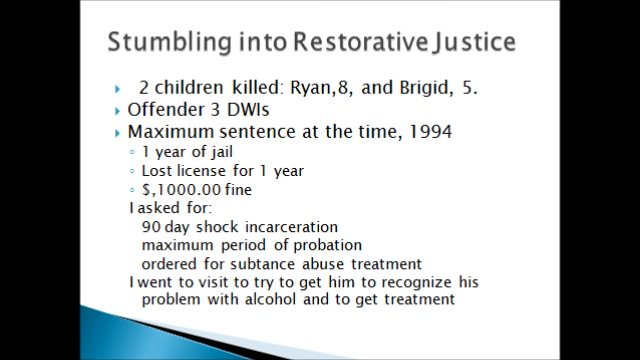 Stumbling into Restorative Justice
2 children killed: Ryan,8, and Brigid, 5.
Offender 3 DWIs
Maximum sentence at the time, 1994
1 year of jail
Lost license for 1 year
$,1000.00 fine
I asked for:
90 day shock incarceration
maximum period of probation
ordered for subtance abuse treatment
I went to visit to try to get him to recognize his
problem with alcohol and to get treatment